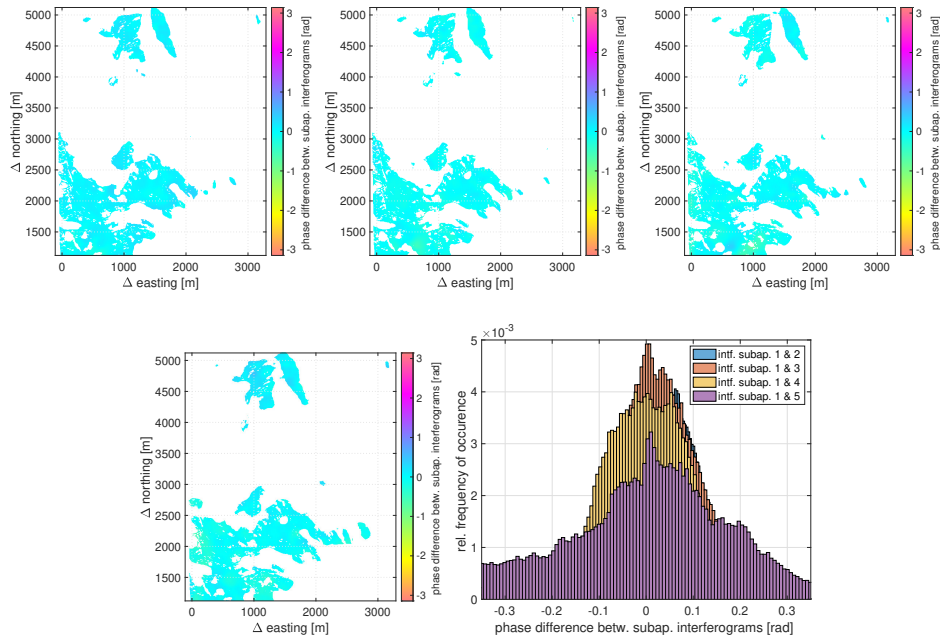 5000
4500
4000
3500
3000
2500
2000
1500
0 1000 2000 3000
Δ easting [m]
Δ northing [m]
3
2
1
0
-1
-2
-3
phase difference betw. subap. interferograms [rad]
5000
4500
4000
3500
3000
2500
2000
1500
0 1000 2000 3000
Δ easting [m]
Δ northing [m]
3
2
1
0
-1
-2
-3
phase difference betw. subap. interferograms [rad]
5000
4500
4000
3500
3000
2500
2000
1500
0 1000 2000 3000
Δ easting [m]
Δ northing [m]
3
2
1
0
-1
-2
-3
phase difference betw. subap. interferograms [rad]
5000
4500
4000
3500
3000
2500
2000
1500
0 1000 2000 3000
Δ easting [m]
Δ northing [m]
3
2
1
0
-1
-2
-3
phase difference betw. subap. interferograms [rad]
×10⁻³
5
4
3
2
1
0
-0.3 -0.2 -0.1 0 0.1 0.2 0.3
phase difference betw. subap. interferograms [rad]
rel. frequency of occurence
intf. subap. 1 & 2
intf. subap. 1 & 3
intf. subap. 1 & 4
intf. subap. 1 & 5